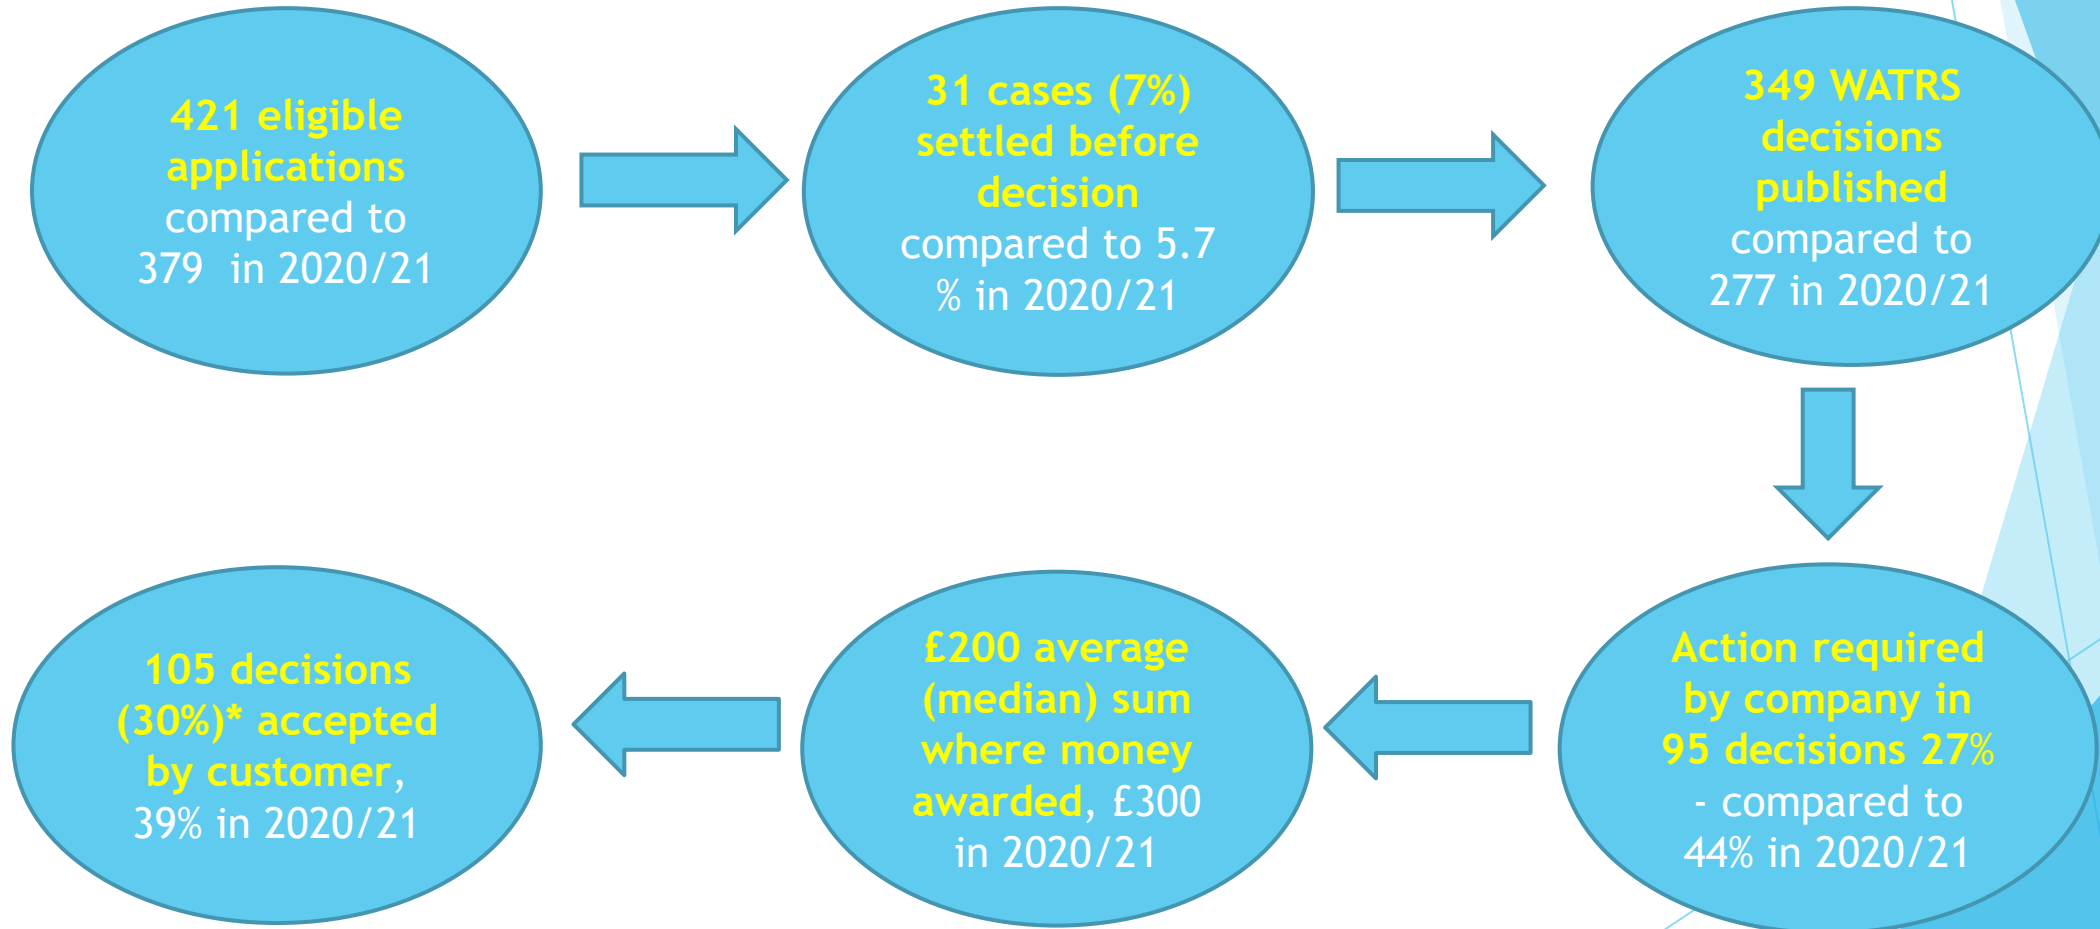 421 eligible
applications
compared to
379 in 2020/21
31 cases (7%)
settled before
decision
compared to 5.7
% in 2020/21
349 WATRS
decisions
published
compared to
277 in 2020/21
Action required
by company in
95 decisions 27%
- compared to
44% in 2020/21
£200 average
(median) sum
where money
awarded, £300
in 2020/21
105 decisions
(30%)* accepted
by customer,
39% in 2020/21